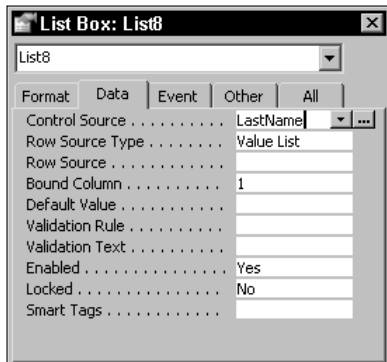 List Box: List8
List8
Format Data Event Other All
Control Source . . . . . . . . . . LastName
Row Source Type . . . . . . . . Value List
Row Source . . . . . . . . . . . . .
Bound Column . . . . . . . . . . 1
Default Value . . . . . . . . . . .
Validation Rule . . . . . . . . . .
Validation Text . . . . . . . . . .
Enabled . . . . . . . . . . . . . . . Yes
Locked . . . . . . . . . . . . . . . No
Smart Tags . . . . . . . . . . . .